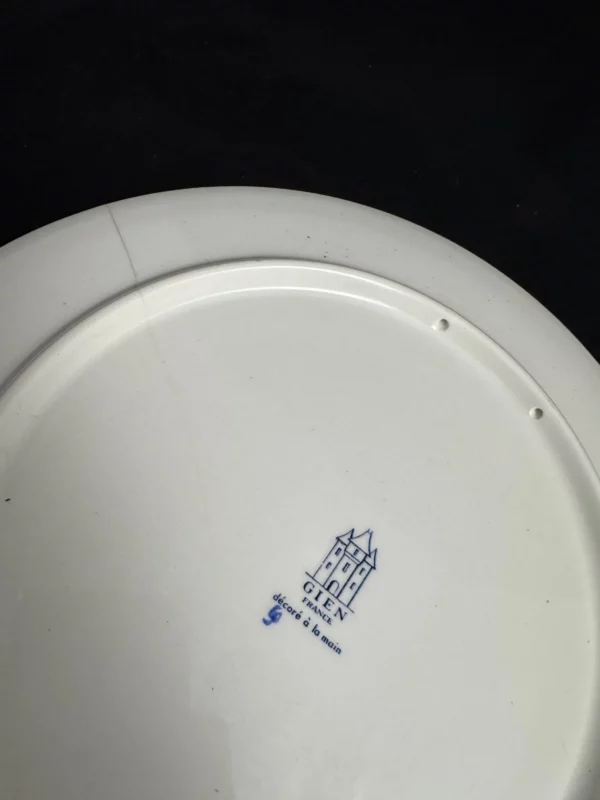 GIEN
FRANCE
décoré à la main